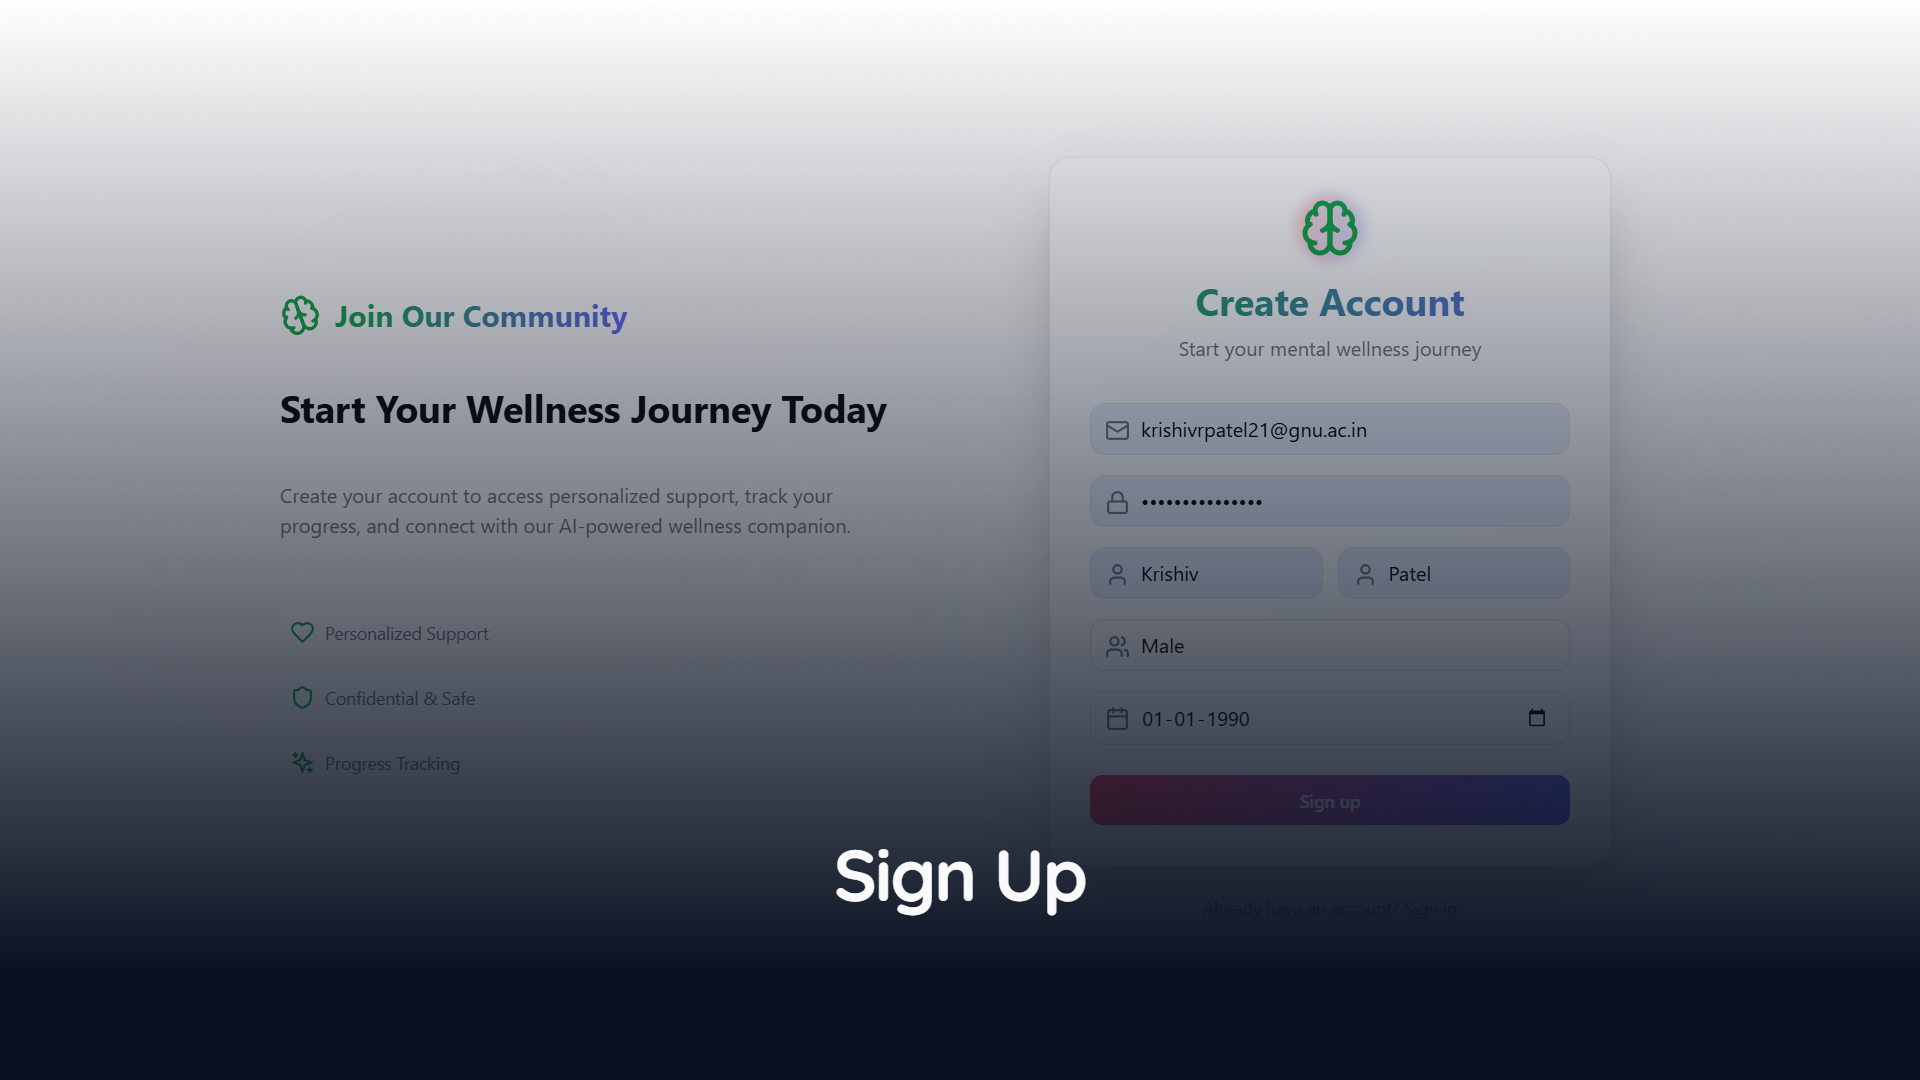 Join Our Community
Start Your Wellness Journey Today
Create your account to access personalized support, track your
progress, and connect with our AI-powered wellness companion.
Personalized Support
Confidential & Safe
Progress Tracking
Create Account
Start your mental wellness journey
krishivrpatel21@gnu.ac.in
•••••••••••••••
Krishiv Patel
Male
01-01-1990
Sign up
Already have an account? Sign in
Sign Up